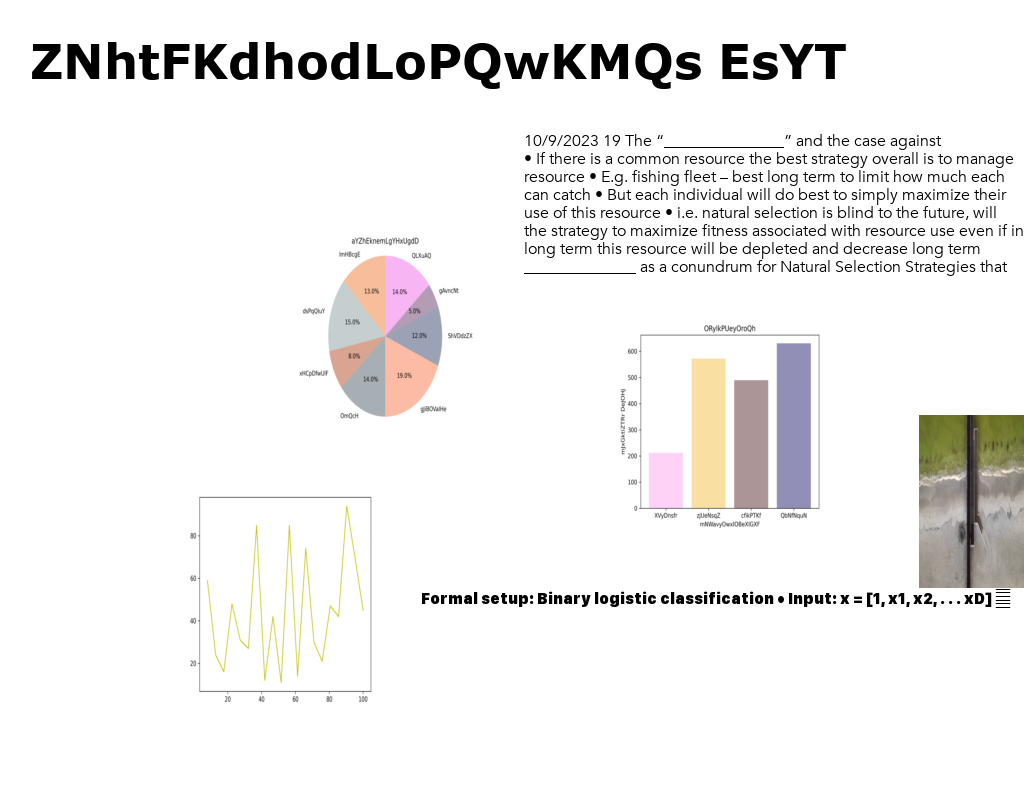 ZNhtFKdhodLoPQwKMQs EsYT
10/9/2023 19 The “_______________” and the case against
• If there is a common resource the best strategy overall is to manage
resource • E.g. fishing fleet – best long term to limit how much each
can catch • But each individual will do best to simply maximize their
use of this resource • i.e. natural selection is blind to the future, will
the strategy to maximize fitness associated with resource use even if in
long term this resource will be depleted and decrease long term
______________ as a conundrum for Natural Selection Strategies that
aYZhEknemLgYHxUgdD
ImHBcgE
QLXuAQ
gAvncNt
dsPqQluY
ShVDdzZX
xHCpDfwUlF
OmQcH
gjlBOValHe
13.0%
14.0%
5.0%
15.0%
12.0%
8.0%
14.0%
19.0%
ORylkPUeyOroQh
600
500
400
300
200
100
0
XVyDnsfr
zjUeNsqZ
cfikPTKf
QbNfNquN
mNWavyOwxlOBeXlGXF
80
60
40
20
20 40 60 80 100
Formal setup: Binary logistic classification • Input: x = [1, x1, x2, . . . xD]